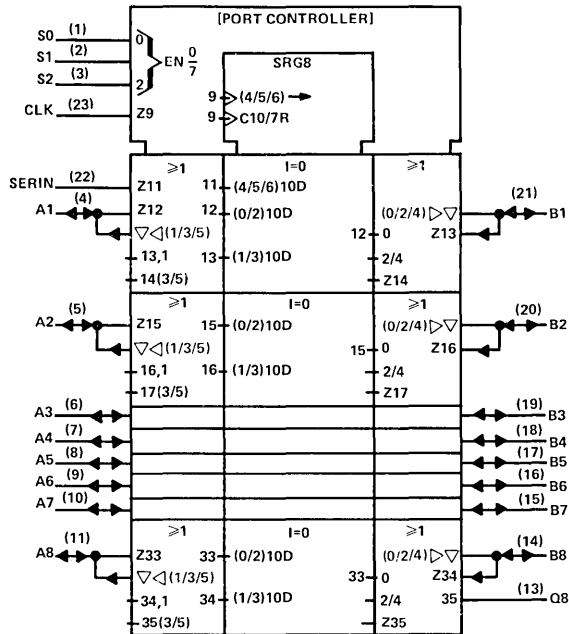 [PORT CONTROLLER]
S0 (1) 0
S1 (2) EN 0/7
S2 (3) 2
CLK (23) Z9
SRG8
9 (4/5/6)
9 C10/7R
≥1 I=0 ≥1
SERIN (22) Z11 11 (4/5/6)10D
A1 (4) Z12 12 (0/2)10D (0/2/4) ▷▽ (21) B1
▽◁ (1/3/5) 12 0 Z13
13,1 13 (1/3)10D 2/4
14(3/5) Z14
≥1 I=0 ≥1
A2 (5) Z15 15 (0/2)10D (0/2/4) ▷▽ (20) B2
▽◁ (1/3/5) 15 0 Z16
16,1 16 (1/3)10D 2/4
17(3/5) Z17
A3 (6) (19) B3
A4 (7) (18) B4
A5 (8) (17) B5
A6 (9) (16) B6
A7 (10) (15) B7
≥1 I=0 ≥1
A8 (11) Z33 33 (0/2)10D (0/2/4) ▷▽ (14) B8
▽◁ (1/3/5) 33 0 Z34
34,1 34 (1/3)10D 2/4 35 (13) Q8
35(3/5) Z35